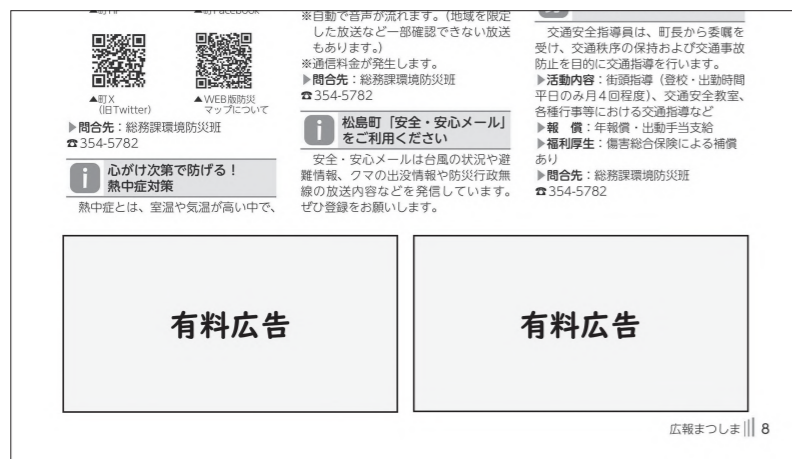 ▲町HP
▲町Facebook
▲町X
(旧Twitter)
▲WEB版防災
マップについて
▶問合先：総務課環境防災班
☎354-5782
i
心がけ次第で防げる！
熱中症対策
熱中症とは、室温や気温が高い中で、
※自動で音声が流れます。（地域を限定
した放送など一部確認できない放送
もあります。）
※通信料金が発生します。
▶問合先：総務課環境防災班
☎354-5782
i
松島町「安全・安心メール」
をご利用ください
安全・安心メールは台風の状況や避
難情報、クマの出没情報や防災行政無
線の放送内容などを発信しています。
ぜひ登録をお願いします。
交通安全指導員は、町長から委嘱を
受け、交通秩序の保持および交通事故
防止を目的に交通指導を行います。
▶活動内容：街頭指導（登校・出勤時間
平日のみ月4回程度）、交通安全教室、
各種行事等における交通指導など
▶報　償：年報償・出動手当支給
▶福利厚生：傷害総合保険による補償
あり
▶問合先：総務課環境防災班
☎354-5782
有料広告
有料広告
広報まつしま 8